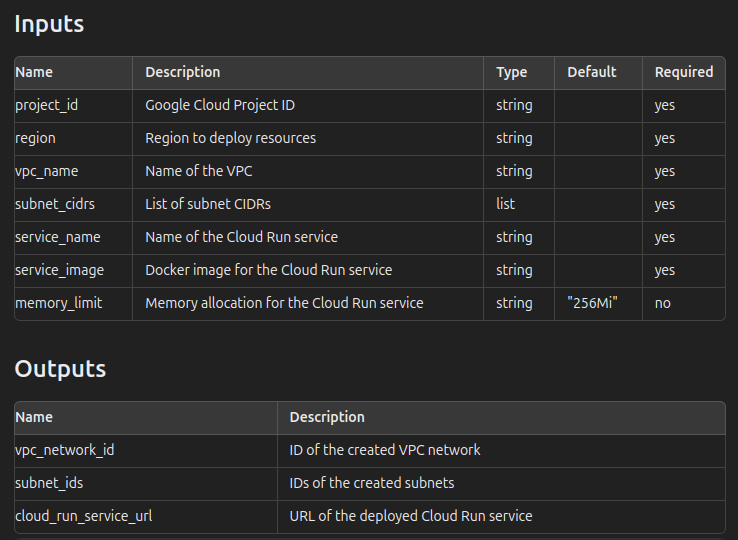 Inputs
Name Description Type Default Required
project_id Google Cloud Project ID string yes
region Region to deploy resources string yes
vpc_name Name of the VPC string yes
subnet_cidrs List of subnet CIDRs list yes
service_name Name of the Cloud Run service string yes
service_image Docker image for the Cloud Run service string yes
memory_limit Memory allocation for the Cloud Run service string "256Mi" no
Outputs
Name Description
vpc_network_id ID of the created VPC network
subnet_ids IDs of the created subnets
cloud_run_service_url URL of the deployed Cloud Run service